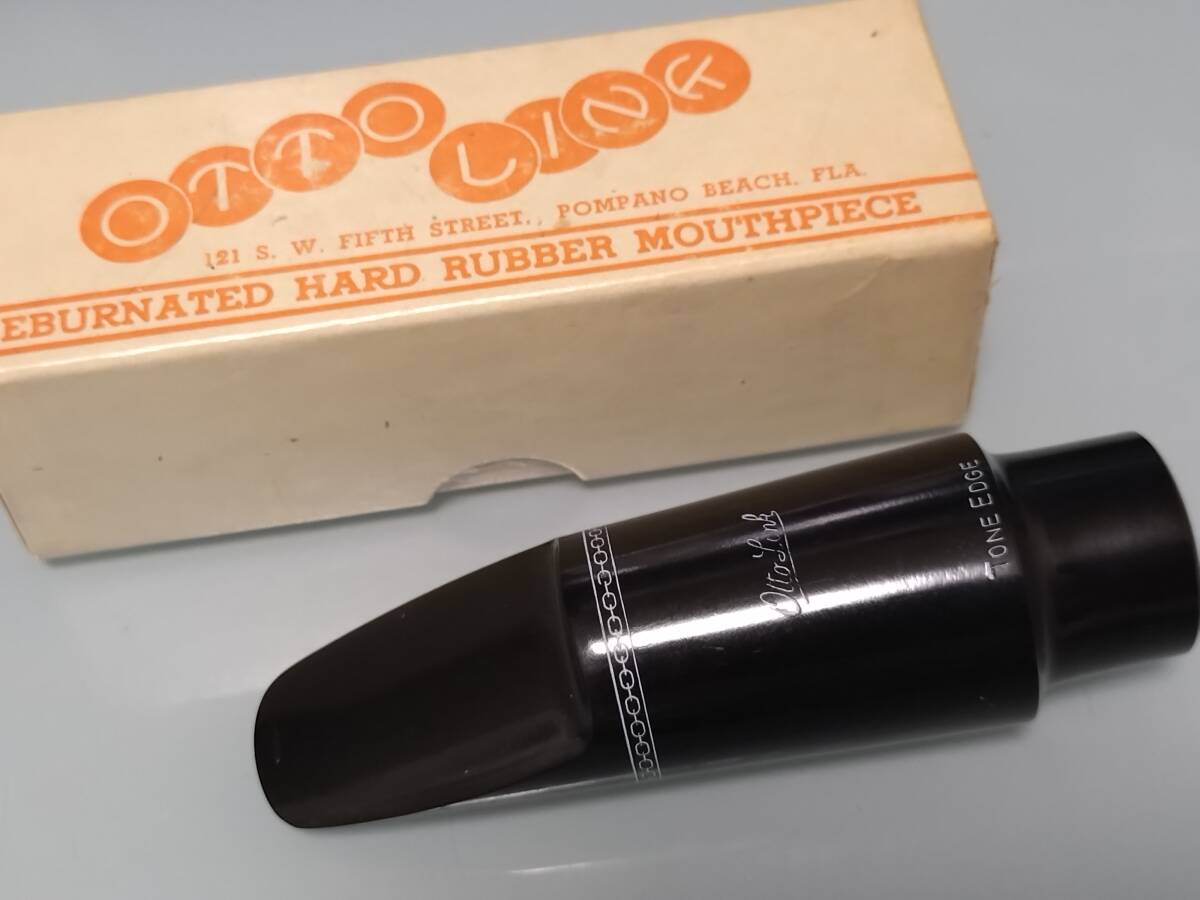 OTTO LINK
121 S. W. FIFTH STREET., POMPANO BEACH. FLA.
EBURNATED HARD RUBBER MOUTHPIECE
Otto Link
TONE EDGE